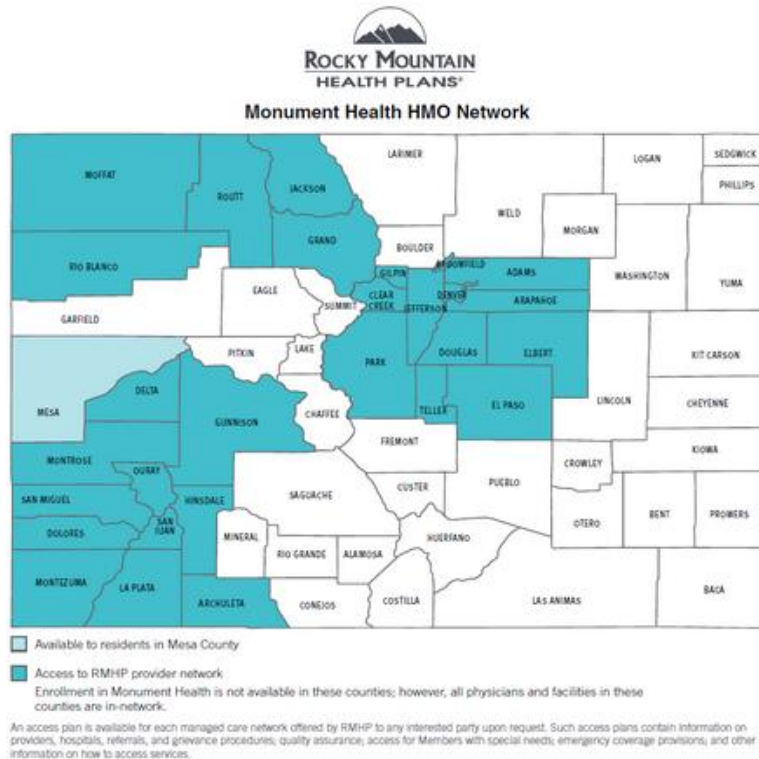 ROCKY MOUNTAIN
HEALTH PLANS®
Monument Health HMO Network
MOFFAT
ROUTT
JACKSON
LARIMER
LOGAN
SEDGWICK
PHILLIPS
WELD
MORGAN
GRAND
BOULDER
RIO BLANCO
GILPIN
BROOMFIELD
ADAMS
WASHINGTON
YUMA
EAGLE
SUMMIT
CLEAR
CREEK
JEFFERSON
DENVER
ARAPAHOE
GARFIELD
PITKIN
LAKE
PARK
DOUGLAS
ELBERT
KIT CARSON
MESA
DELTA
GUNNISON
CHAFFEE
TELLER
EL PASO
LINCOLN
CHEYENNE
FREMONT
MONTROSE
OURAY
CROWLEY
KIOWA
SAN MIGUEL
HINSDALE
SAGUACHE
CUSTER
PUEBLO
DOLORES
SAN
JUAN
MINERAL
RIO GRANDE
ALAMOSA
HUERFANO
OTERO
BENT
PROWERS
MONTEZUMA
LA PLATA
ARCHULETA
CONEJOS
COSTILLA
LAS ANIMAS
BACA
Available to residents in Mesa County
Access to RMHP provider network
Enrollment in Monument Health is not available in these counties; however, all physicians and facilities in these
counties are in-network.
An access plan is available for each managed care network offered by RMHP to any interested party upon request. Such access plans contain information on
providers, hospitals, referrals, and grievance procedures; quality assurance; access for Members with special needs; emergency coverage provisions; and other
information on how to access services.